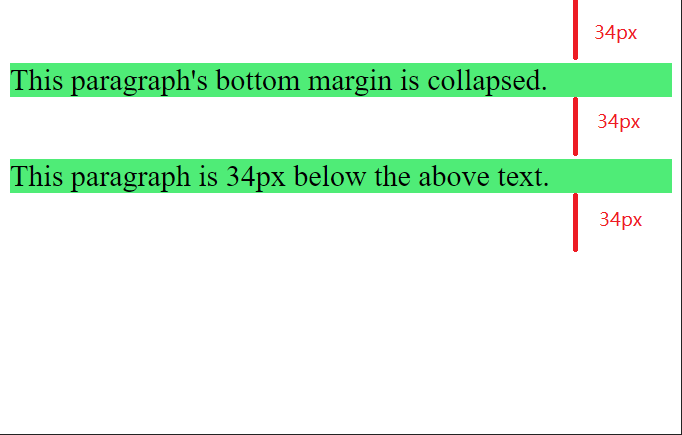 34px
This paragraph's bottom margin is collapsed.
34px
This paragraph is 34px below the above text.
34px